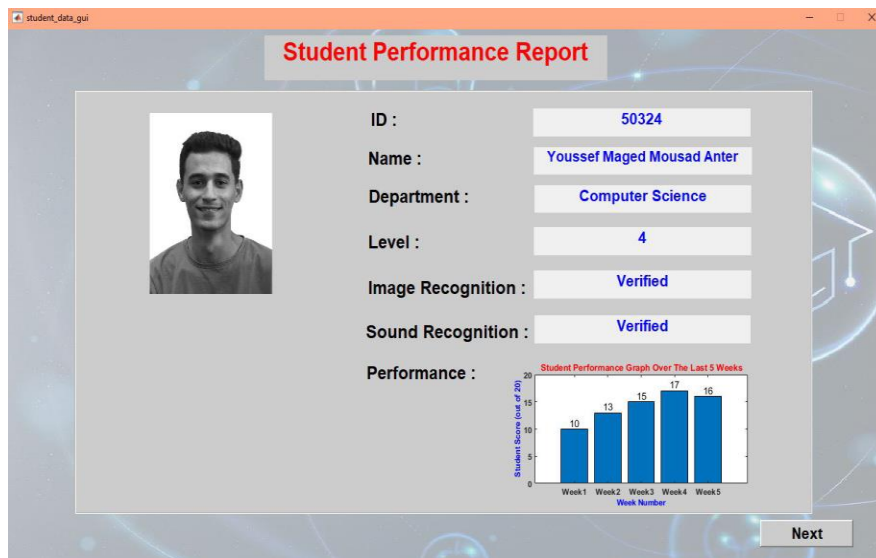 student_data_gui
Student Performance Report
ID : 50324
Name : Youssef Maged Mousad Anter
Department : Computer Science
Level : 4
Image Recognition : Verified
Sound Recognition : Verified
Performance :
Student Performance Graph Over The Last 5 Weeks
Student Score (out of 20)
20
15
10
5
0
10 13 15 17 16
Week1 Week2 Week3 Week4 Week5
Week Number
Next